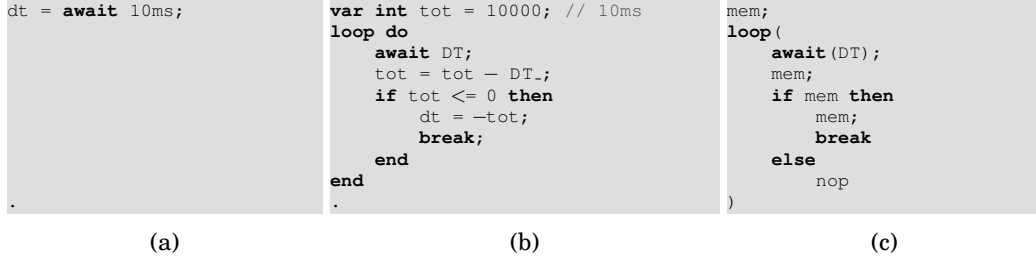 dt = await 10ms;
.
(a)
var int tot = 10000; // 10ms
loop do
await DT;
tot = tot − DT_;
if tot <= 0 then
dt = −tot;
break;
end
end
.
(b)
mem;
loop(
await(DT);
mem;
if mem then
mem;
break
else
nop
)
(c)